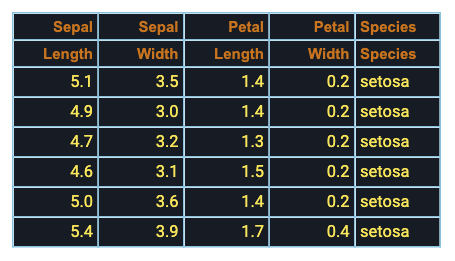 Sepal Sepal Petal Petal Species
Length Width Length Width Species
5.1 3.5 1.4 0.2 setosa
4.9 3.0 1.4 0.2 setosa
4.7 3.2 1.3 0.2 setosa
4.6 3.1 1.5 0.2 setosa
5.0 3.6 1.4 0.2 setosa
5.4 3.9 1.7 0.4 setosa